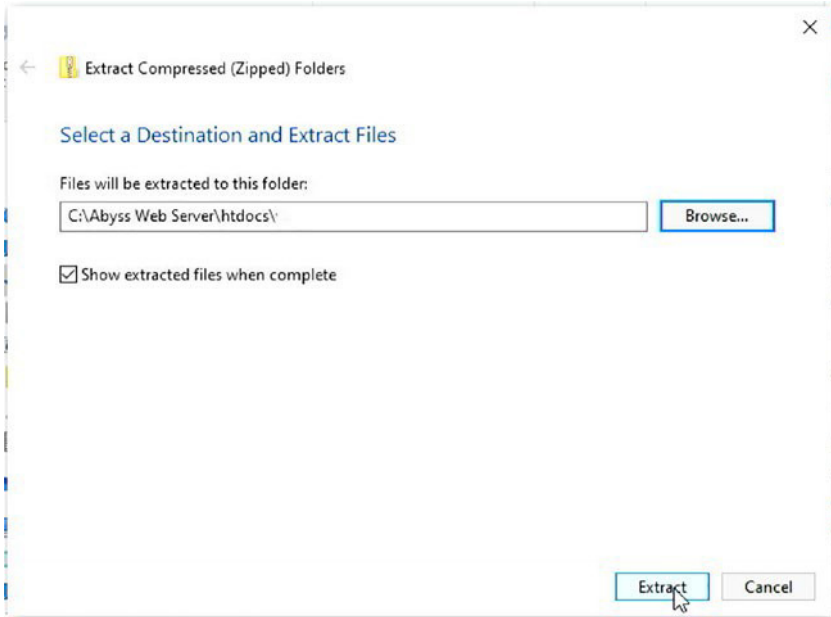 Extract Compressed (Zipped) Folders
Select a Destination and Extract Files
Files will be extracted to this folder:
C:\Abyss Web Server\htdocs\
Browse...
Show extracted files when complete
Extract
Cancel